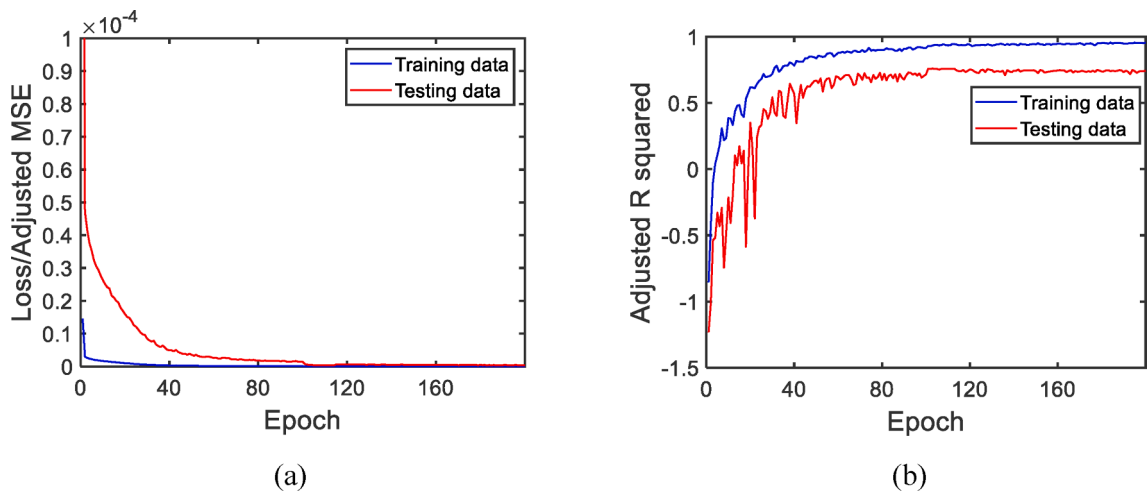 ×10⁻⁴
1
0.9
0.8
0.7
0.6
0.5
0.4
0.3
0.2
0.1
0
0 40 80 120 160
Loss/Adjusted MSE
Epoch
Training data
Testing data
(a)
1
0.5
0
-0.5
-1
-1.5
0 40 80 120 160
Adjusted R squared
Epoch
Training data
Testing data
(b)